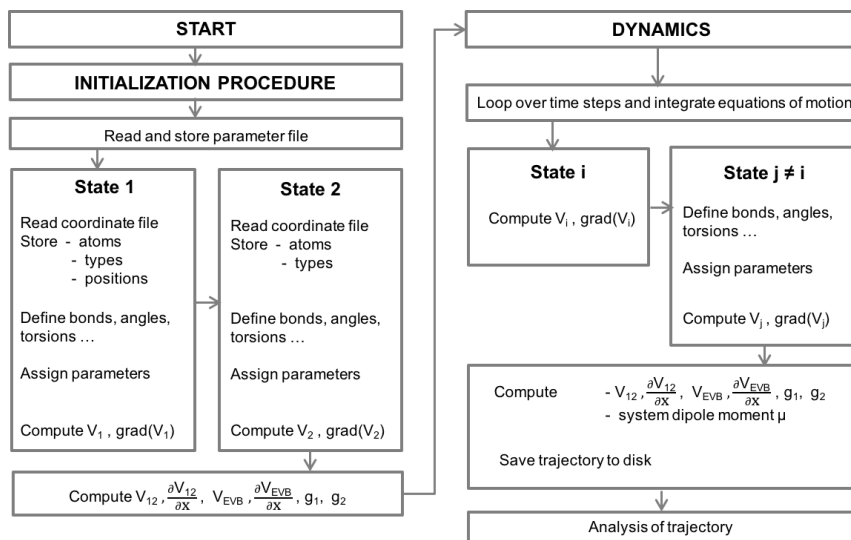 START
INITIALIZATION PROCEDURE
Read and store parameter file
State 1
Read coordinate file
Store - atoms
- types
- positions
Define bonds, angles,
torsions ...
Assign parameters
Compute V₁ , grad(V₁)
State 2
Read coordinate file
Store - atoms
- types
Define bonds, angles,
torsions ...
Assign parameters
Compute V₂ , grad(V₂)
Compute V₁₂ , ∂V₁₂/∂x , V_EVB , ∂V_EVB/∂x , g₁, g₂
DYNAMICS
Loop over time steps and integrate equations of motion
State i
Compute Vᵢ , grad(Vᵢ)
State j ≠ i
Define bonds, angles,
torsions ...
Assign parameters
Compute Vⱼ , grad(Vⱼ)
Compute - V₁₂ , ∂V₁₂/∂x , V_EVB , ∂V_EVB/∂x , g₁, g₂
- system dipole moment μ
Save trajectory to disk
Analysis of trajectory